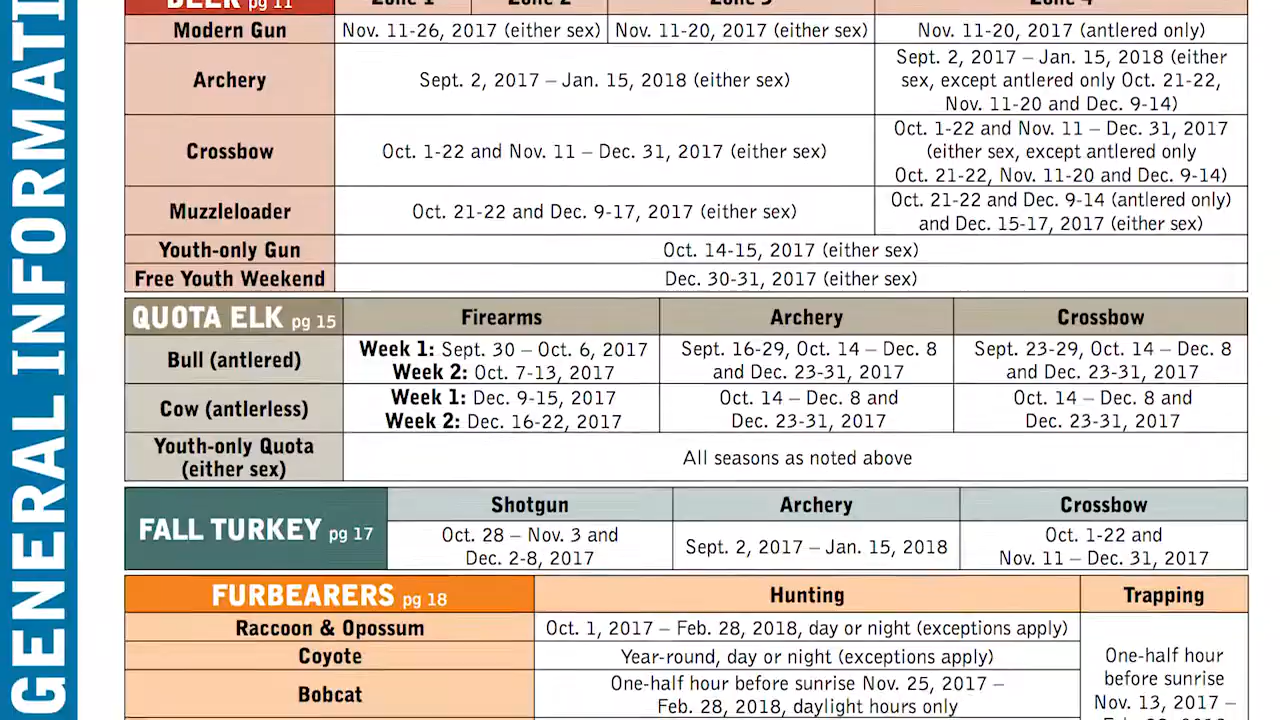 GENERAL INFORMATI
DEER pg 11
Zone 1
Zone 2
Zone 3
Zone 4
Modern Gun
Nov. 11-26, 2017 (either sex)
Nov. 11-20, 2017 (either sex)
Nov. 11-20, 2017 (antlered only)
Archery
Sept. 2, 2017 – Jan. 15, 2018 (either sex)
Sept. 2, 2017 – Jan. 15, 2018 (either
sex, except antlered only Oct. 21-22,
Nov. 11-20 and Dec. 9-14)
Crossbow
Oct. 1-22 and Nov. 11 – Dec. 31, 2017 (either sex)
Oct. 1-22 and Nov. 11 – Dec. 31, 2017
(either sex, except antlered only
Oct. 21-22, Nov. 11-20 and Dec. 9-14)
Muzzleloader
Oct. 21-22 and Dec. 9-17, 2017 (either sex)
Oct. 21-22 and Dec. 9-14 (antlered only)
and Dec. 15-17, 2017 (either sex)
Youth-only Gun
Oct. 14-15, 2017 (either sex)
Free Youth Weekend
Dec. 30-31, 2017 (either sex)
QUOTA ELK pg 15
Firearms
Archery
Crossbow
Bull (antlered)
Week 1: Sept. 30 – Oct. 6, 2017
Week 2: Oct. 7-13, 2017
Sept. 16-29, Oct. 14 – Dec. 8
and Dec. 23-31, 2017
Sept. 23-29, Oct. 14 – Dec. 8
and Dec. 23-31, 2017
Cow (antlerless)
Week 1: Dec. 9-15, 2017
Week 2: Dec. 16-22, 2017
Oct. 14 – Dec. 8 and
Dec. 23-31, 2017
Oct. 14 – Dec. 8 and
Dec. 23-31, 2017
Youth-only Quota
(either sex)
All seasons as noted above
FALL TURKEY pg 17
Shotgun
Archery
Crossbow
Oct. 28 – Nov. 3 and
Dec. 2-8, 2017
Sept. 2, 2017 – Jan. 15, 2018
Oct. 1-22 and
Nov. 11 – Dec. 31, 2017
FURBEARERS pg 18
Hunting
Trapping
Raccoon & Opossum
Oct. 1, 2017 – Feb. 28, 2018, day or night (exceptions apply)
Coyote
Year-round, day or night (exceptions apply)
Bobcat
One-half hour before sunrise Nov. 25, 2017 –
Feb. 28, 2018, daylight hours only
One-half hour
before sunrise
Nov. 13, 2017 –